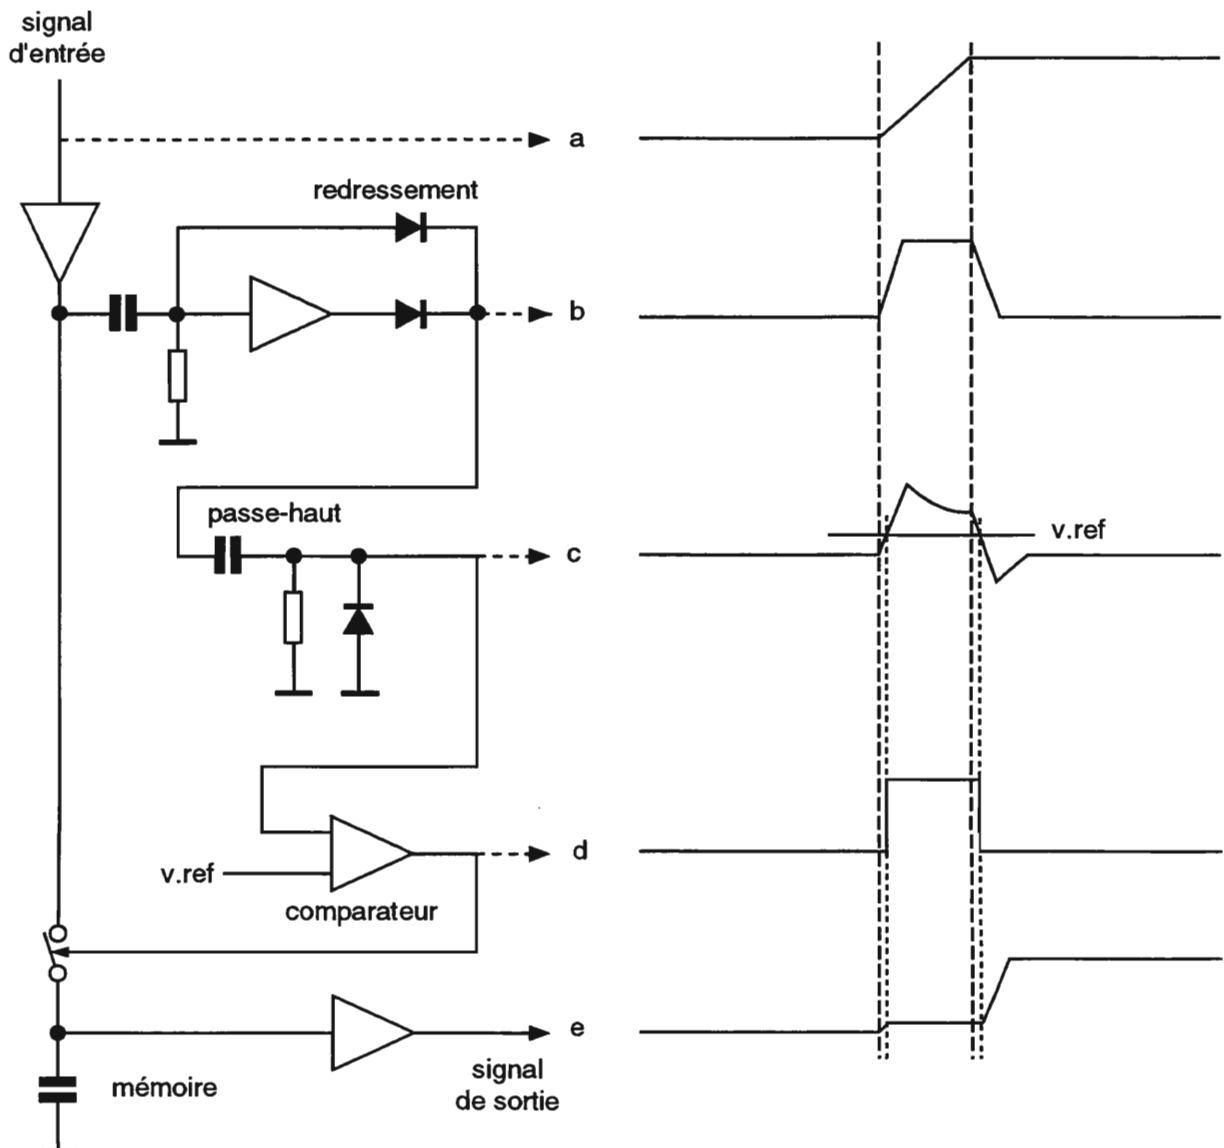 signal
d'entrée
a
redressement
b
passe-haut
c
v.ref
d
v.ref
comparateur
e
signal
de sortie
mémoire